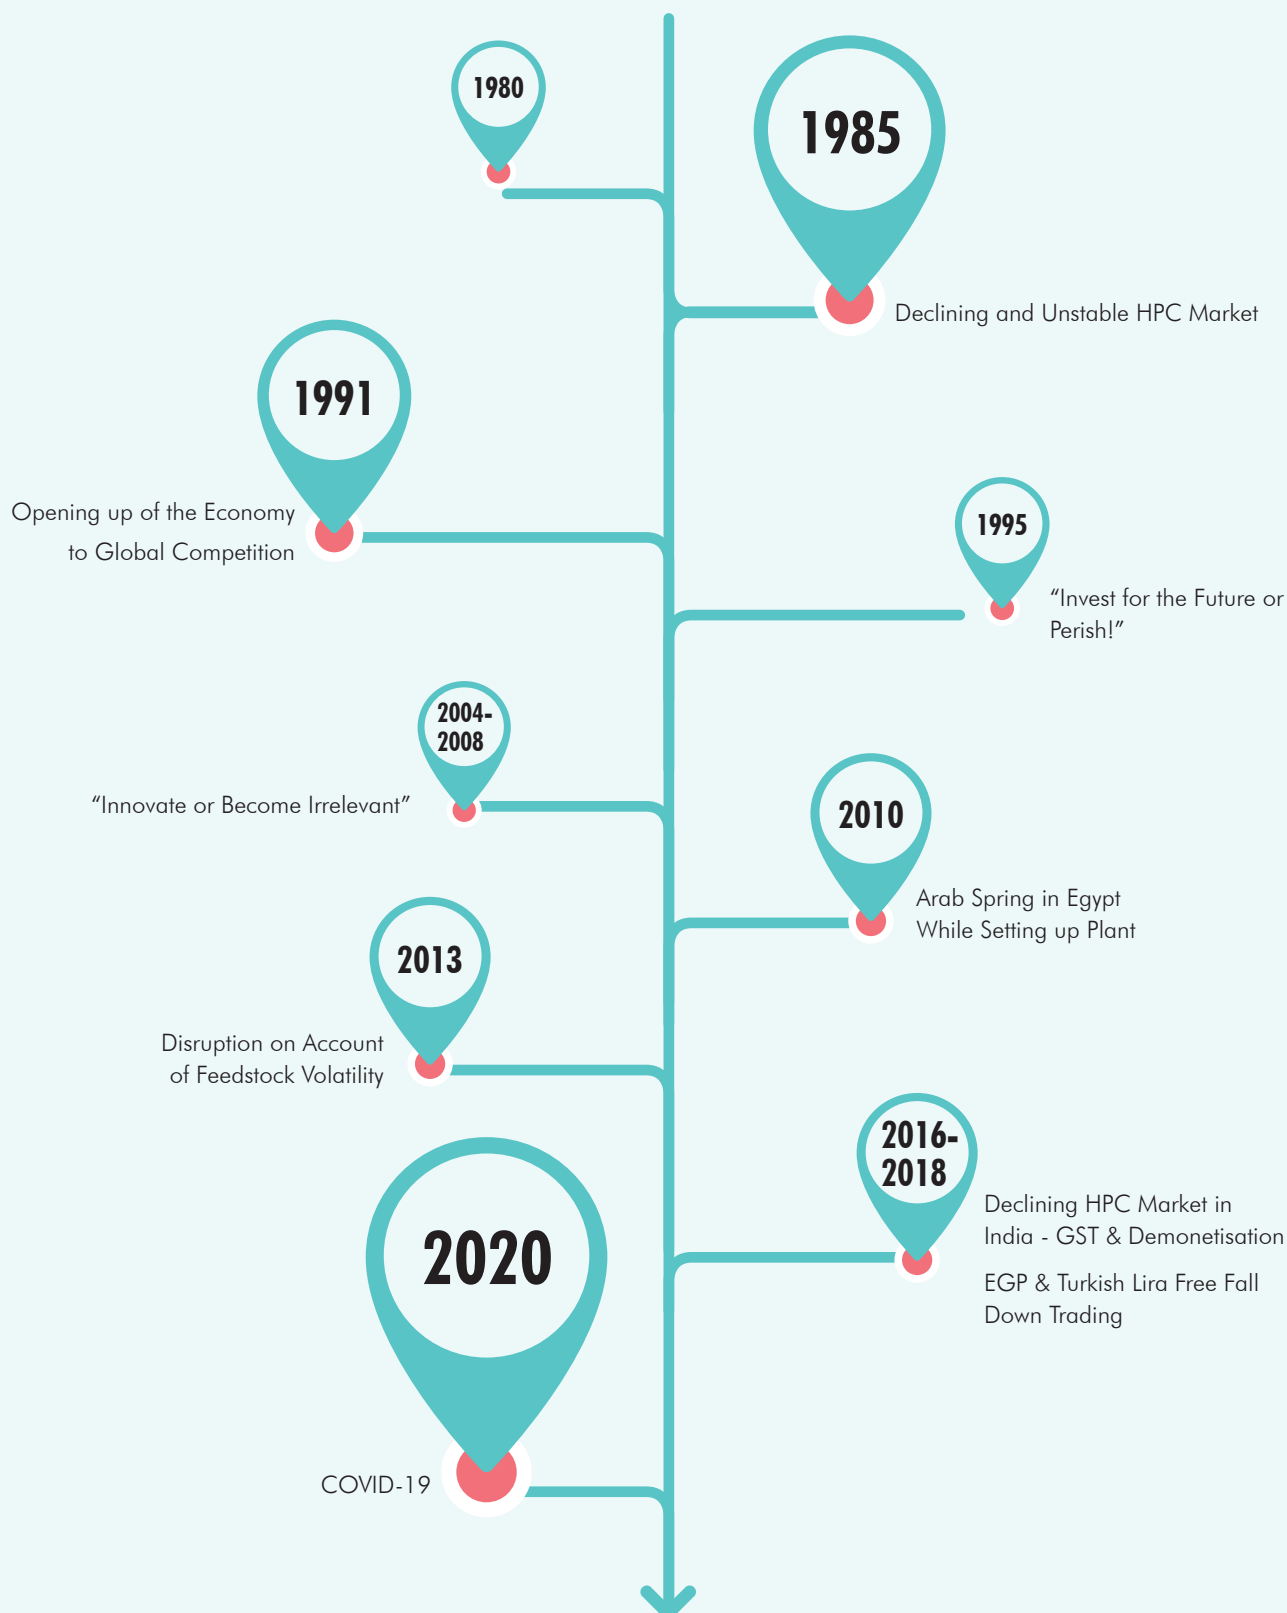 1980
1985
Declining and Unstable HPC Market
1991
Opening up of the Economy
to Global Competition
1995
“Invest for the Future or
Perish!”
2004-
2008
“Innovate or Become Irrelevant”
2010
Arab Spring in Egypt
While Setting up Plant
2013
Disruption on Account
of Feedstock Volatility
2016-
2018
Declining HPC Market in
India - GST & Demonetisation
EGP & Turkish Lira Free Fall
Down Trading
2020
COVID-19